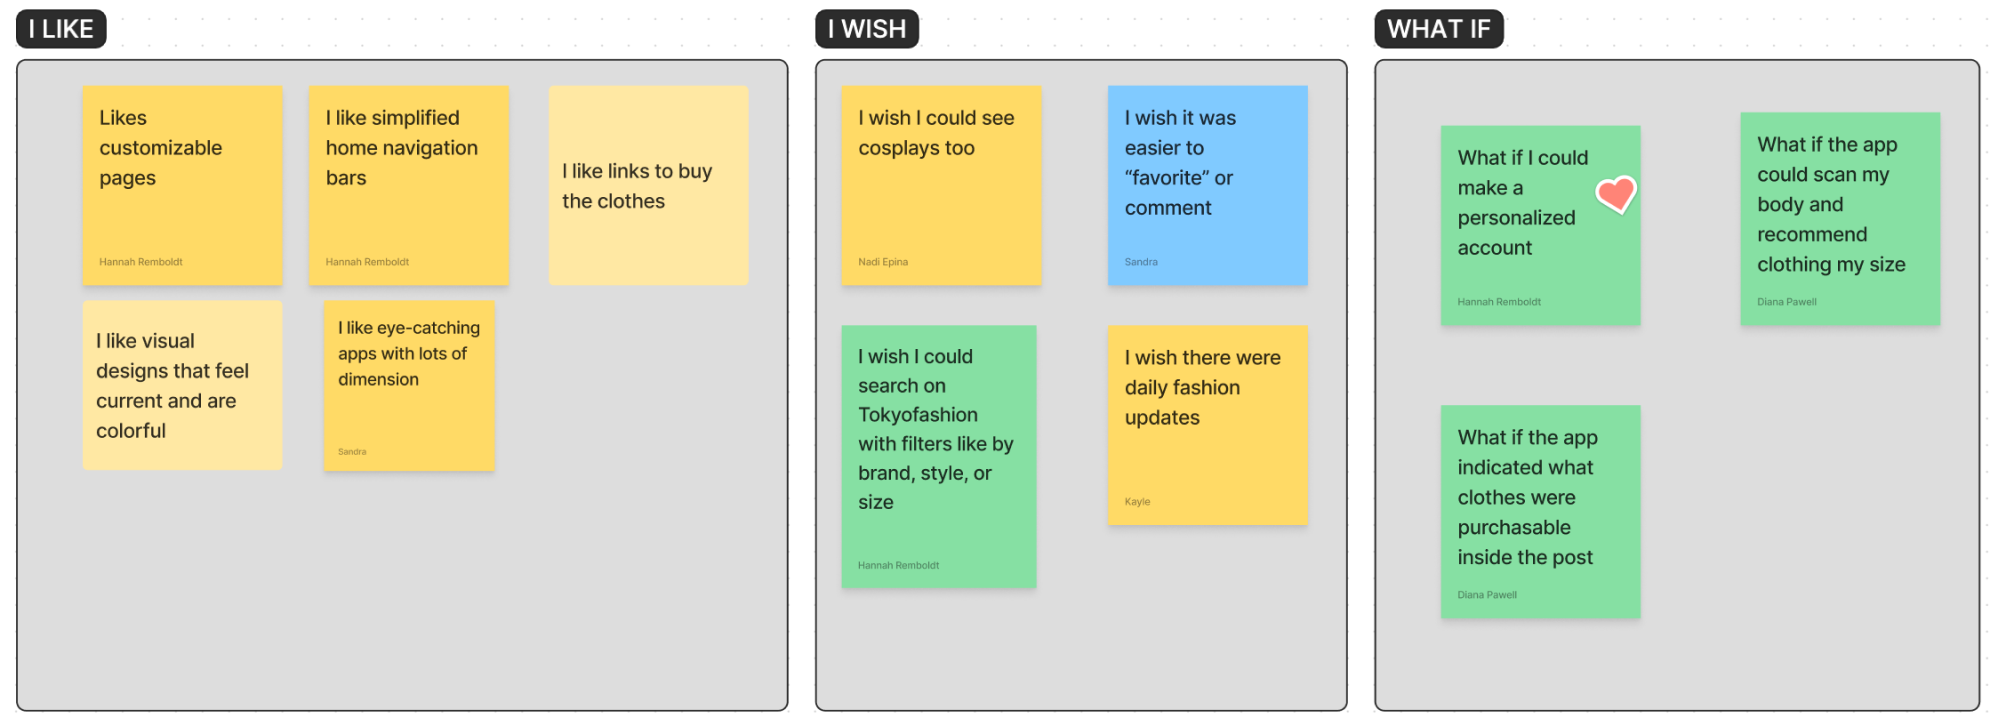 I LIKE
Likes
customizable
pages
Hannah Remboldt
I like simplified
home navigation
bars
Hannah Remboldt
I like links to buy
the clothes
I like visual
designs that feel
current and are
colorful
I like eye-catching
apps with lots of
dimension
Sandra
I WISH
I wish I could see
cosplays too
Nadi Epina
I wish it was
easier to
“favorite” or
comment
Sandra
I wish I could
search on
Tokyofashion
with filters like by
brand, style, or
size
Hannah Remboldt
I wish there were
daily fashion
updates
Kayle
WHAT IF
What if I could
make a
personalized
account
Hannah Remboldt
What if the app
could scan my
body and
recommend
clothing my size
Diana Pawell
What if the app
indicated what
clothes were
purchasable
inside the post
Diana Pawell